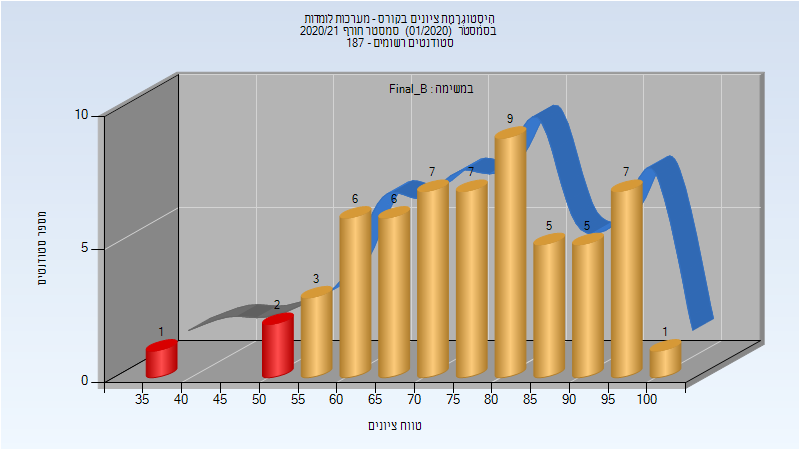 היסטוגרמת ציונים בקורס - מערכות לומדות
בסמסטר (01/2020) סמסטר חורף 2020/21
סטודנטים רשומים - 187
במשימה : Final_B
מספר סטודנטים
10
5
0
1
2
3
6
6
7
7
9
5
5
7
1
35 40 45 50 55 60 65 70 75 80 85 90 95 100
טווח ציונים